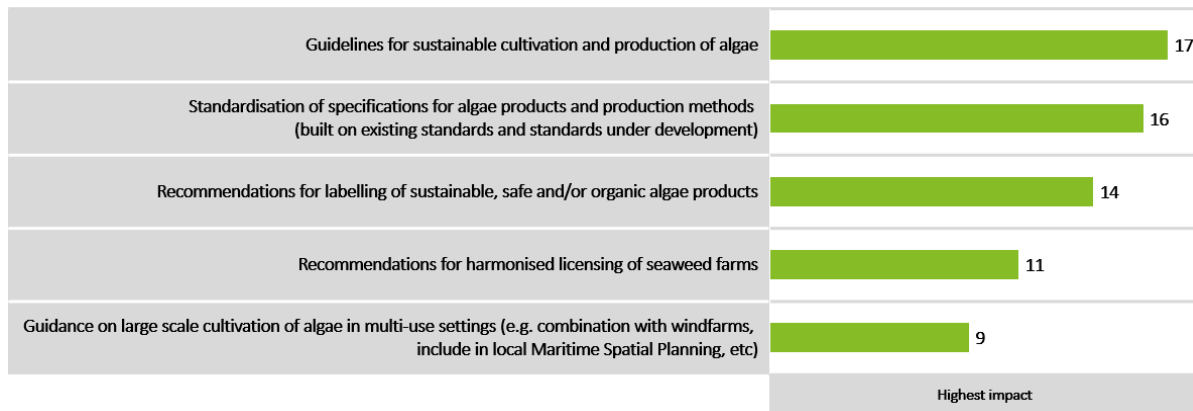 Guidelines for sustainable cultivation and production of algae
17
Standardisation of specifications for algae products and production methods
(built on existing standards and standards under development)
16
Recommendations for labelling of sustainable, safe and/or organic algae products
14
Recommendations for harmonised licensing of seaweed farms
11
Guidance on large scale cultivation of algae in multi-use settings (e.g. combination with windfarms,
include in local Maritime Spatial Planning, etc)
9
Highest impact